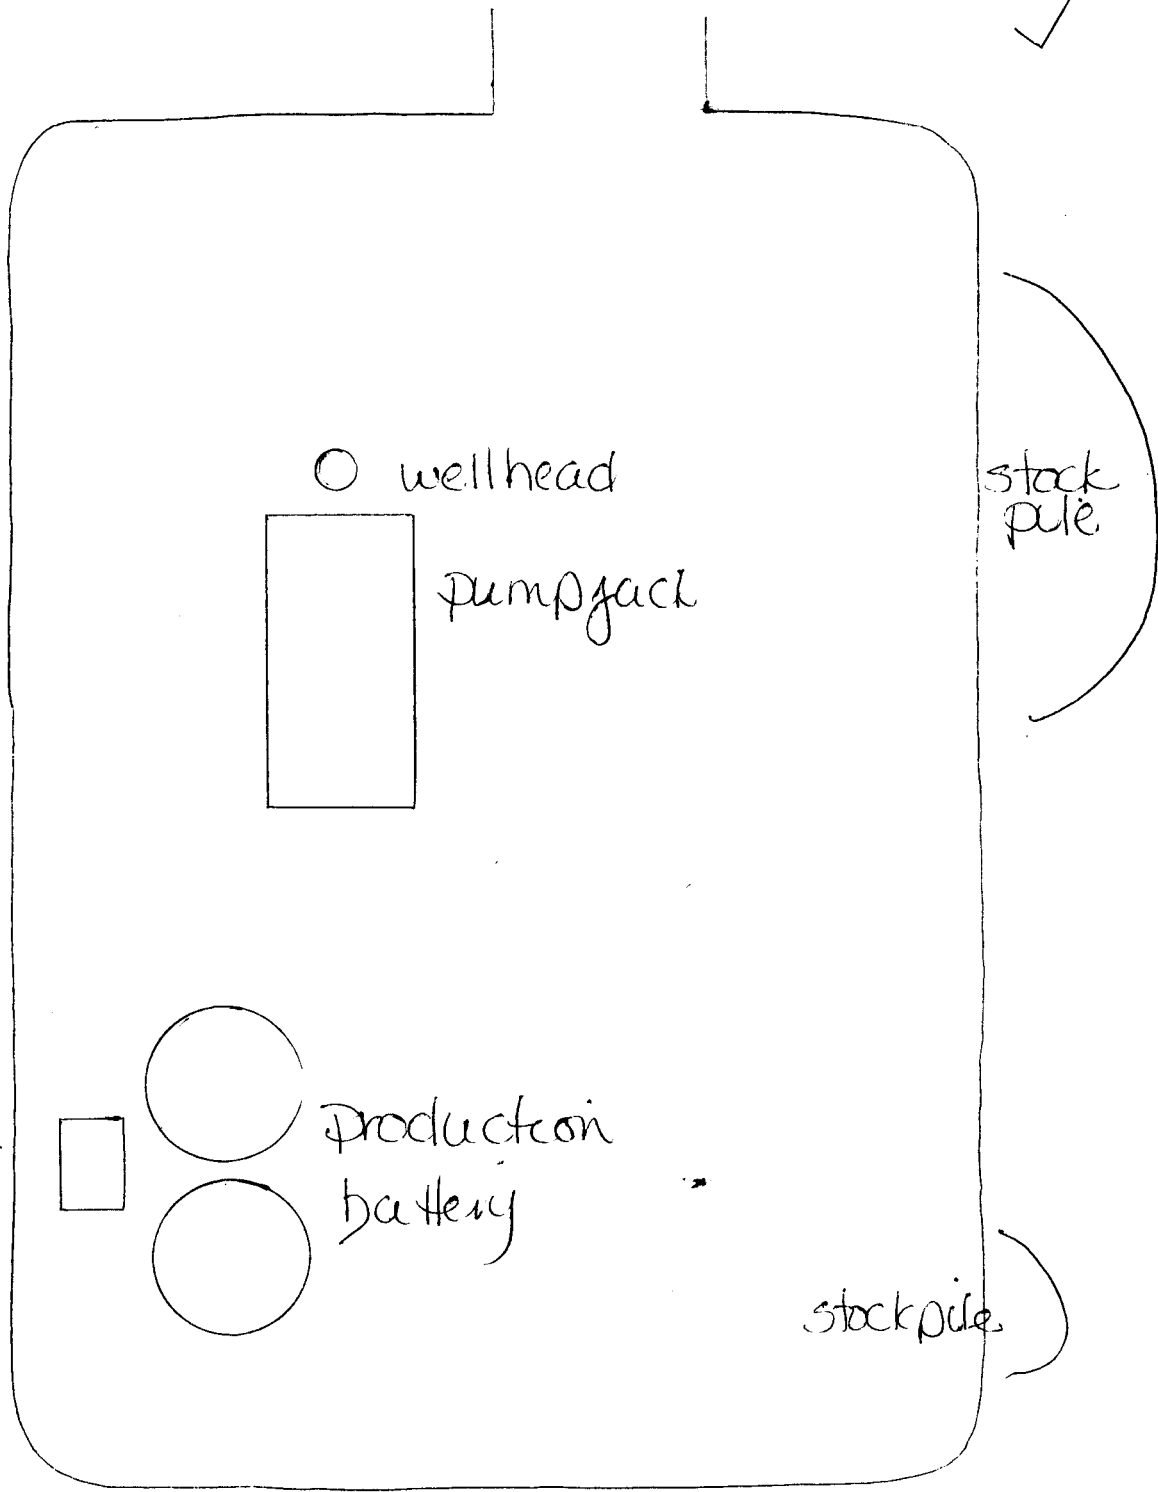 wellhead
stock
pile
pumpjack
production
battery
stockpile